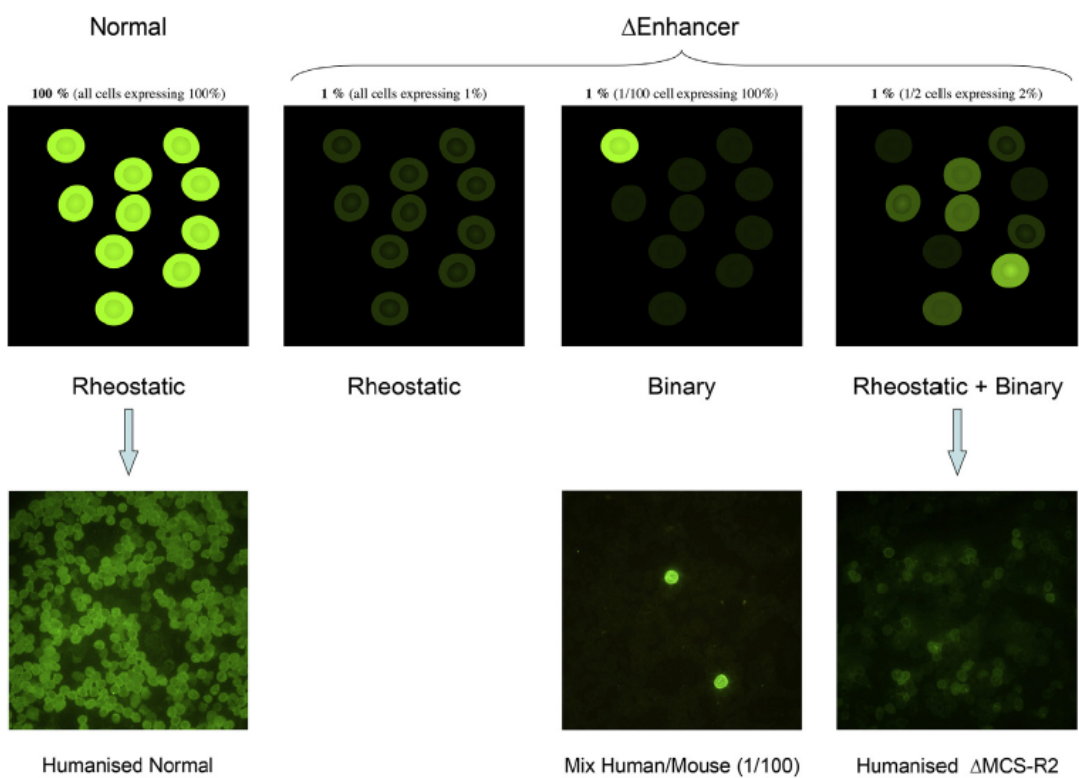 Normal
ΔEnhancer
100 % (all cells expressing 100%)
1 % (all cells expressing 1%)
1 % (1/100 cell expressing 100%)
1 % (1/2 cells expressing 2%)
Rheostatic
Rheostatic
Binary
Rheostatic + Binary
Humanised Normal
Mix Human/Mouse (1/100)
Humanised ΔMCS-R2